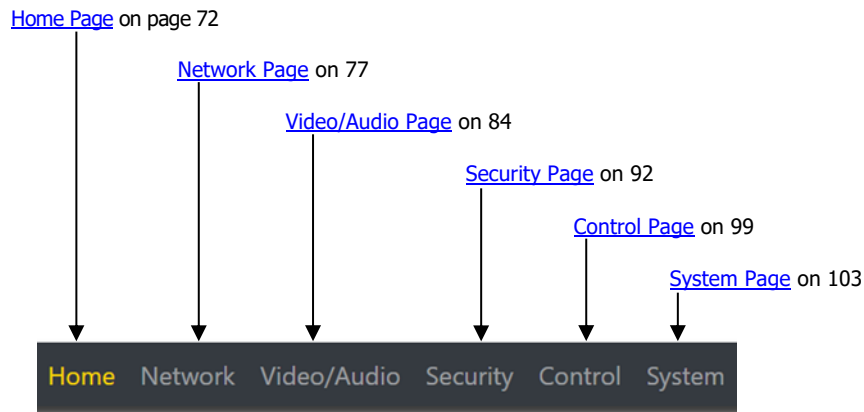 Home Page on page 72
Network Page on 77
Video/Audio Page on 84
Security Page on 92
Control Page on 99
System Page on 103
Home Network Video/Audio Security Control System